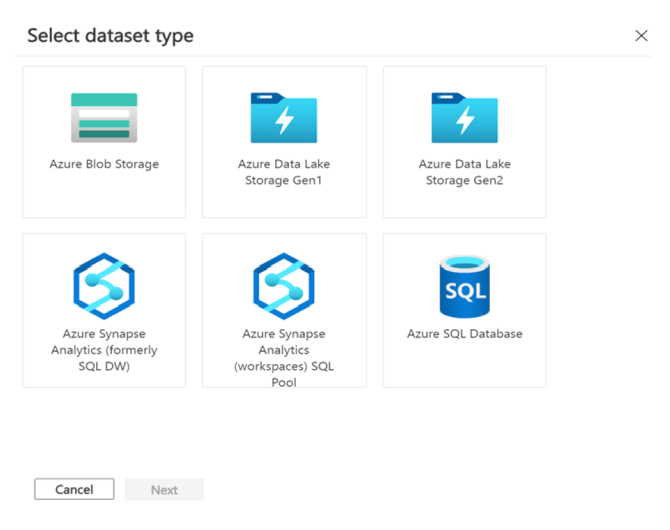 Select dataset type
Azure Blob Storage
Azure Data Lake
Storage Gen1
Azure Data Lake
Storage Gen2
Azure Synapse
Analytics (formerly
SQL DW)
Azure Synapse
Analytics
(workspaces) SQL
Pool
SQL
Azure SQL Database
Cancel
Next